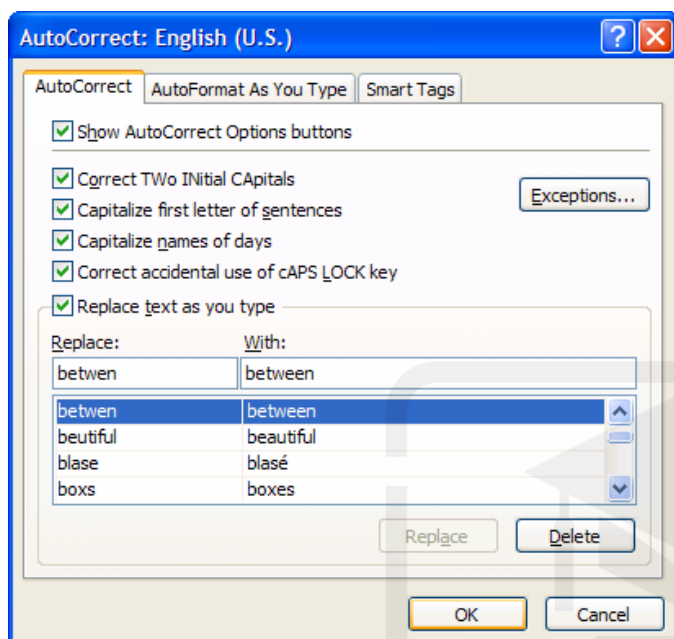 AutoCorrect: English (U.S.)
AutoCorrect AutoFormat As You Type Smart Tags
Show AutoCorrect Options buttons
Correct TWo INitial CApitals
Exceptions...
Capitalize first letter of sentences
Capitalize names of days
Correct accidental use of cAPS LOCK key
Replace text as you type
Replace: With:
betwen between
betwen between
beutiful beautiful
blase blasé
boxs boxes
Replace Delete
OK Cancel